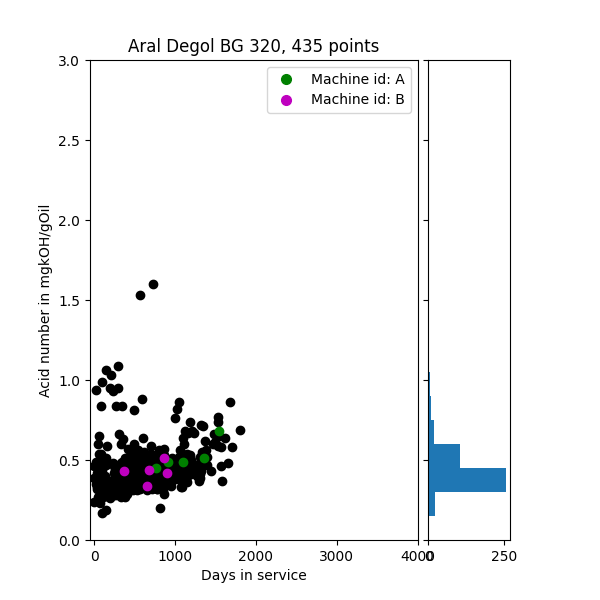 Aral Degol BG 320, 435 points
Machine id: A
Machine id: B
3.0
2.5
2.0
1.5
1.0
0.5
0.0
Acid number in mgkOH/gOil
0 1000 2000 3000 4000
0 250
Days in service